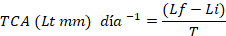 TCA (Lt mm) día ⁻¹ = (Lf − Li) / T